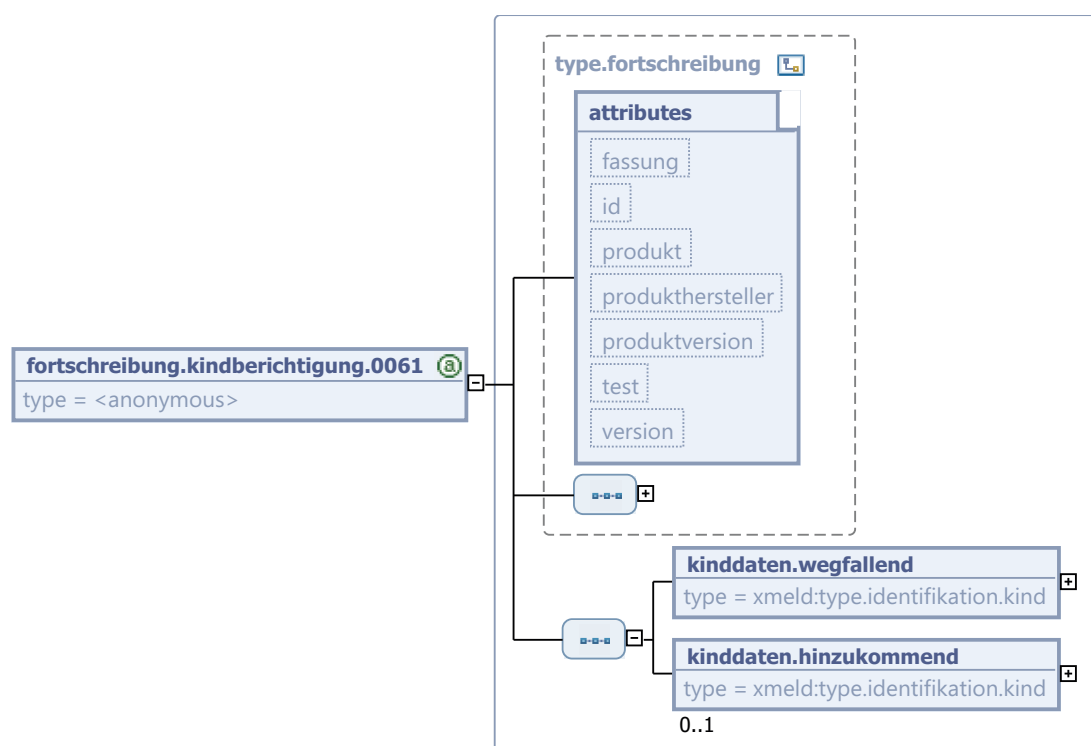 type.fortschreibung
attributes
fassung
id
produkt
produkthersteller
produktversion
test
version
fortschreibung.kindberichtigung.0061
type = <anonymous>
kinddaten.wegfallend
type = xmeld:type.identifikation.kind
kinddaten.hinzukommend
type = xmeld:type.identifikation.kind
0..1